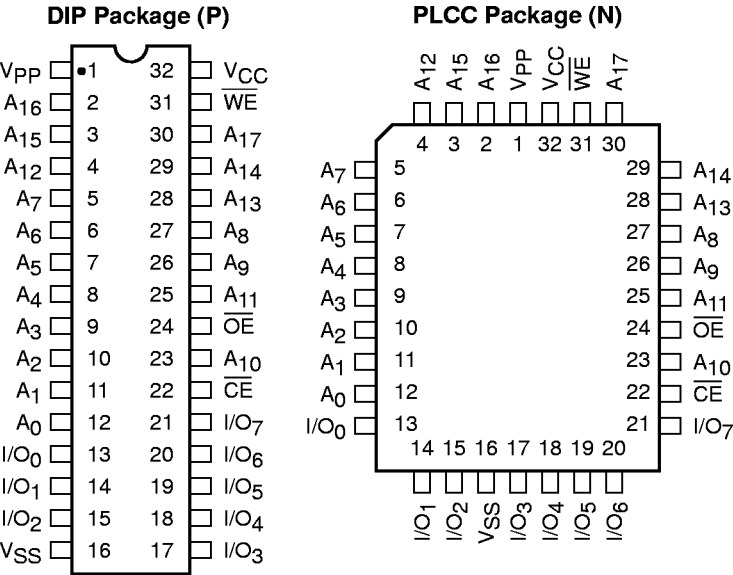 DIP Package (P)
VPP 1 32 VCC
A16 2 31 W̅E̅
A15 3 30 A17
A12 4 29 A14
A7 5 28 A13
A6 6 27 A8
A5 7 26 A9
A4 8 25 A11
A3 9 24 O̅E̅
A2 10 23 A10
A1 11 22 C̅E̅
A0 12 21 I/O7
I/O0 13 20 I/O6
I/O1 14 19 I/O5
I/O2 15 18 I/O4
VSS 16 17 I/O3
PLCC Package (N)
A12 A15 A16 VPP VCC W̅E̅ A17
4 3 2 1 32 31 30
A7 5 29 A14
A6 6 28 A13
A5 7 27 A8
A4 8 26 A9
A3 9 25 A11
A2 10 24 O̅E̅
A1 11 23 A10
A0 12 22 C̅E̅
I/O0 13 21 I/O7
14 15 16 17 18 19 20
I/O1 I/O2 VSS I/O3 I/O4 I/O5 I/O6